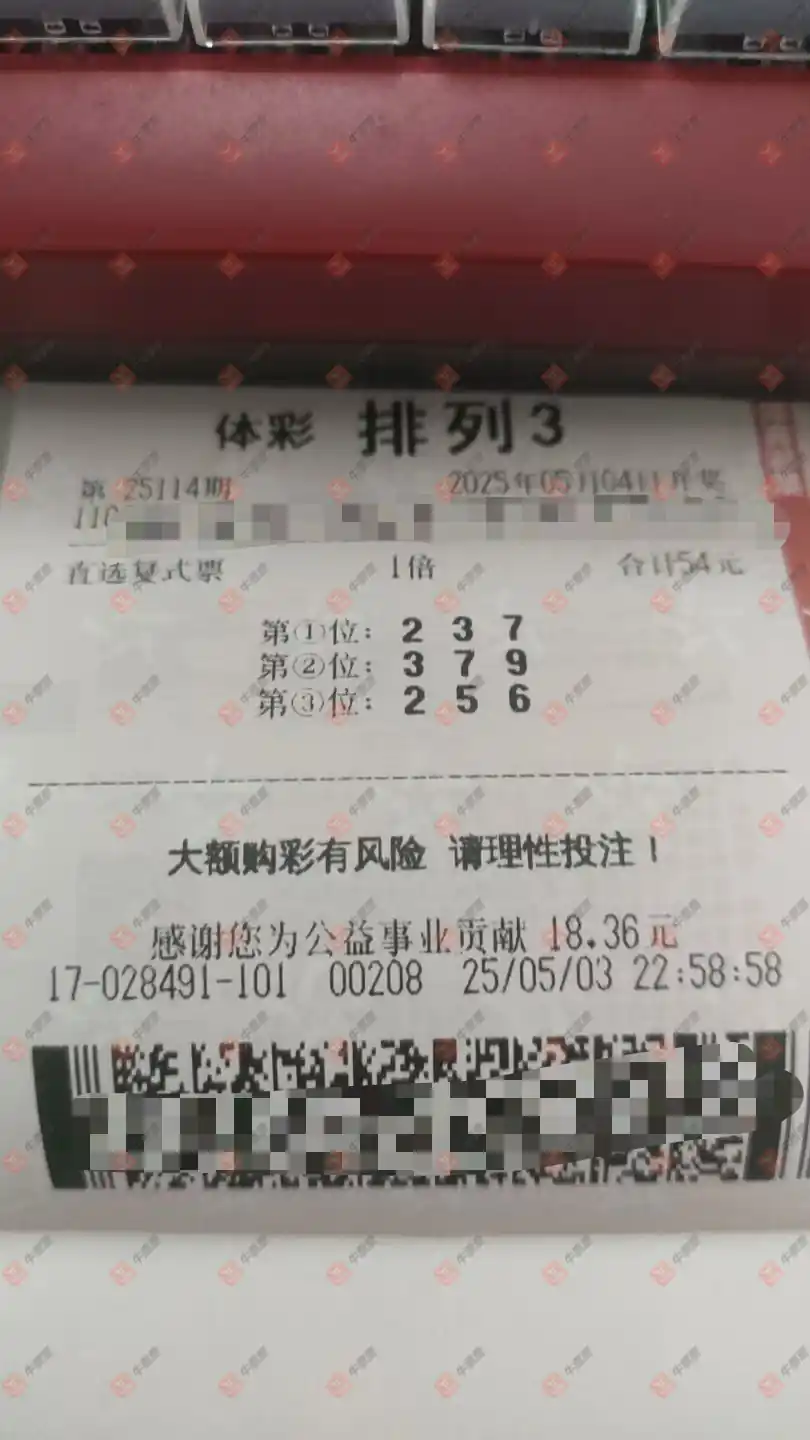 体彩 排列3
第 25114期 2025年05月04日开奖
110
直选复式票 1倍 合计54元
第①位：2 3 7
第②位：3 7 9
第③位：2 5 6
大额购彩有风险 请理性投注！
感谢您为公益事业贡献 18.36元
17-028491-101 00208 25/05/03 22:58:58